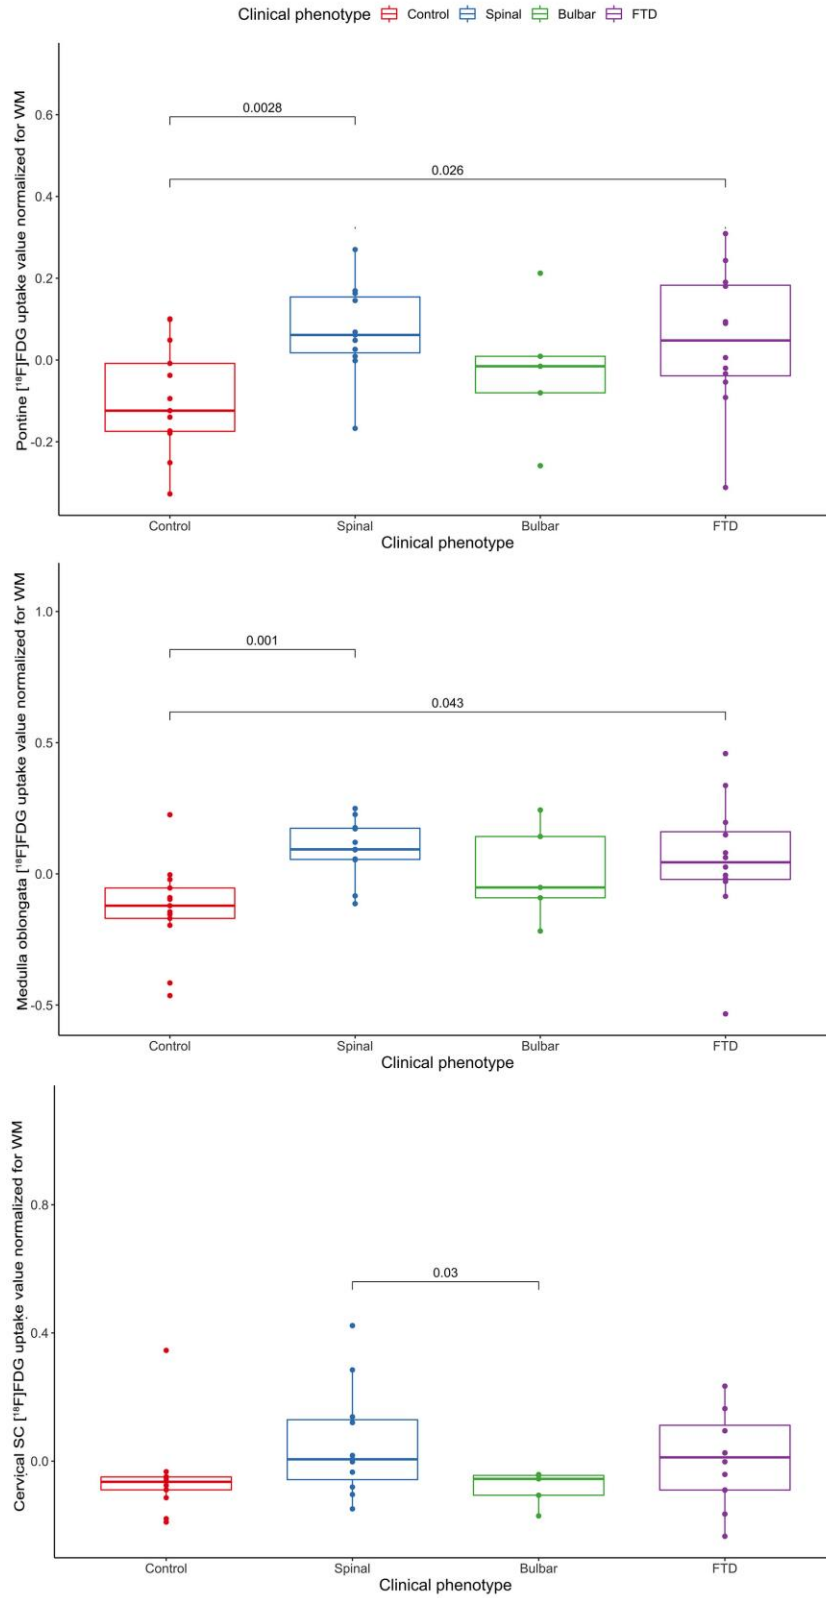 Clinical phenotype Control Spinal Bulbar FTD
Pontine [¹⁸F]FDG uptake value normalized for WM
0.6
0.4
0.2
0.0
-0.2
0.0028
0.026
Control Spinal Bulbar FTD
Clinical phenotype
Medulla oblongata [¹⁸F]FDG uptake value normalized for WM
1.0
0.5
0.0
-0.5
0.001
0.043
Control Spinal Bulbar FTD
Clinical phenotype
Cervical SC [¹⁸F]FDG uptake value normalized for WM
0.8
0.4
0.0
0.03
Control Spinal Bulbar FTD
Clinical phenotype